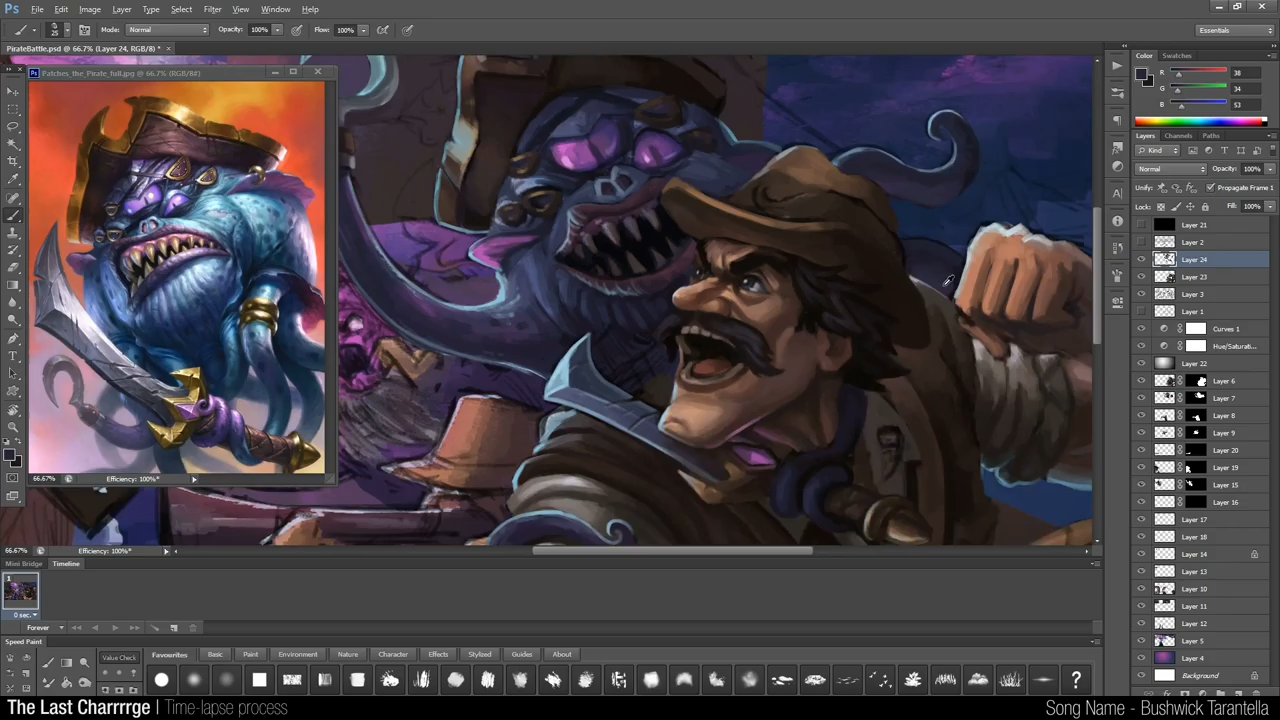 Ps File Edit Image Layer Type Select Filter View Window Help
25 Mode: Normal Opacity: 100% Flow: 100% Essentials
PirateBattle.psd @ 66.7% (Layer 24, RGB/8) * ×
Ps Patches_the_Pirate_full.jpg @ 66.7% (RGB/8#)
Color Swatches
R 38
G 34
B 53
Layers Channels Paths
Kind
Normal Opacity: 100%
Unify: Propagate Frame 1
Lock: Fill: 100%
Layer 21
Layer 2
Layer 24
Layer 23
Layer 3
Layer 1
Curves 1
Hue/Saturati...
Layer 22
Layer 6
Layer 7
Layer 8
Layer 9
Layer 20
Layer 19
Layer 15
Layer 16
Layer 17
Layer 18
Layer 14
Layer 13
Layer 10
Layer 11
Layer 12
Layer 5
Layer 4
Background
66.67% Efficiency: 100%*
66.67% Efficiency: 100%*
Mini Bridge Timeline
1
0 sec.
Forever
Speed Paint
Value Check Favourites Basic Paint Environment Nature Character Effects Stylized Guides About
?
The Last Charrrrge | Time-lapse process Song Name - Bushwick Tarantella